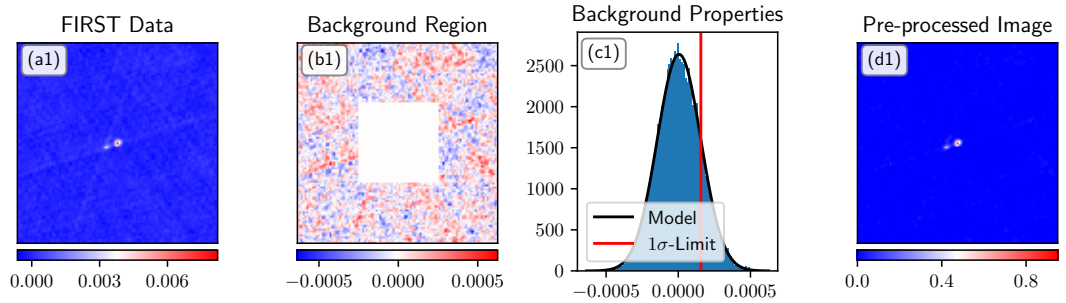 FIRST Data
(a1)
0.000 0.003 0.006
Background Region
(b1)
−0.0005 0.0000 0.0005
Background Properties
(c1)
2500
2000
1500
1000
500
0
Model
1σ-Limit
−0.0005 0.0000 0.0005
Pre-processed Image
(d1)
0.0 0.4 0.8